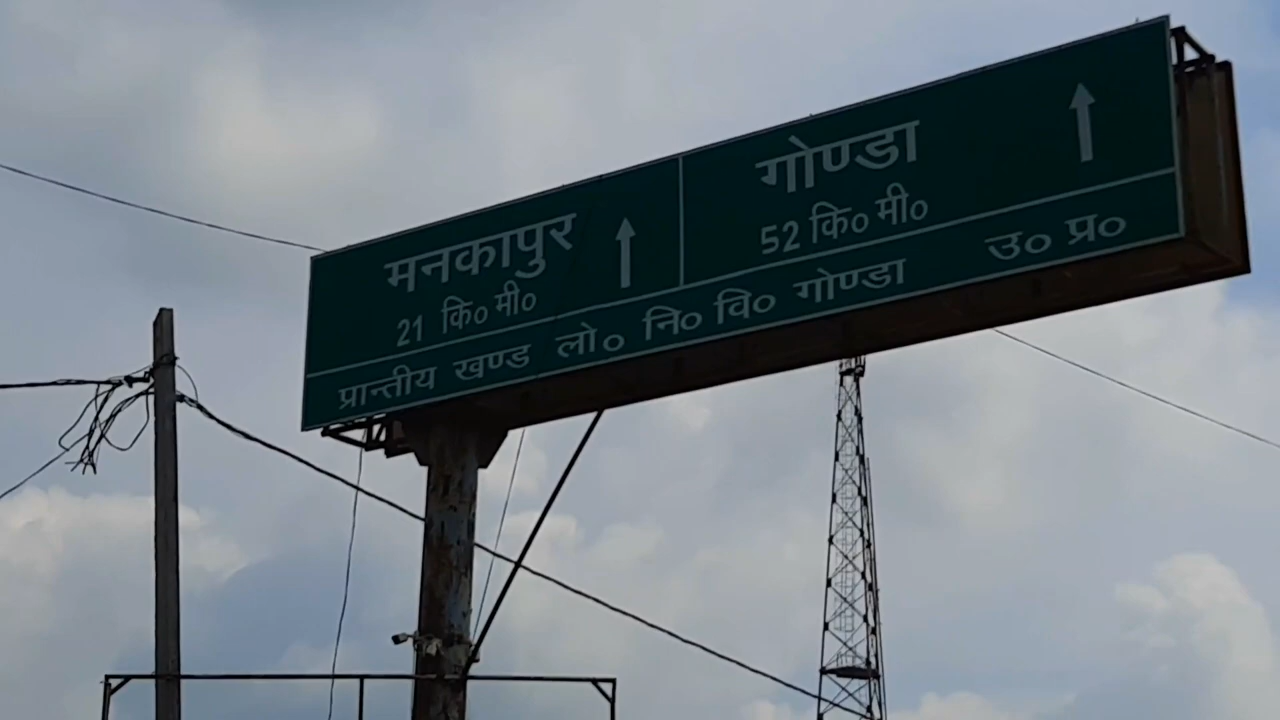 मनकापुर ↑
21 कि० मी०
गोण्डा ↑
52 कि० मी०
प्रान्तीय खण्ड लो० नि० वि० गोण्डा उ० प्र०